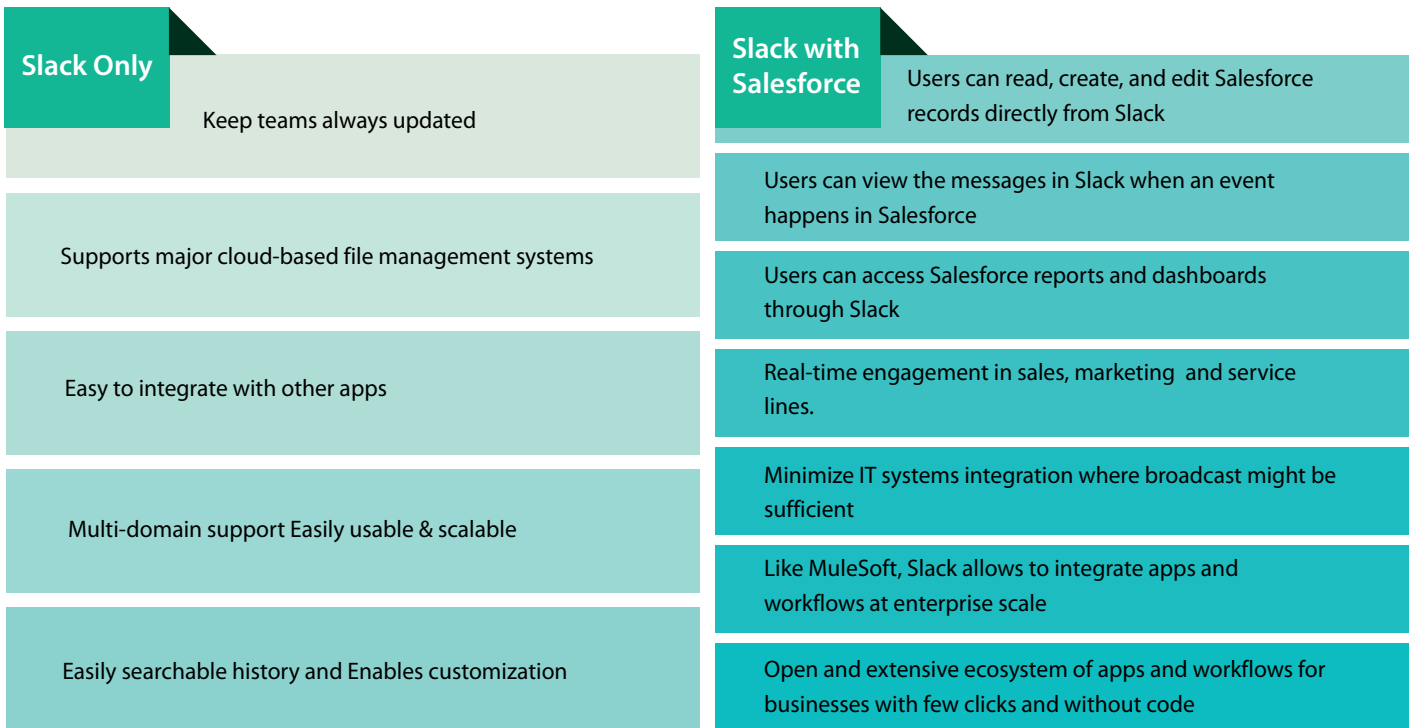 Slack Only
Keep teams always updated
Supports major cloud-based file management systems
Easy to integrate with other apps
Multi-domain support Easily usable & scalable
Easily searchable history and Enables customization
Slack with
Salesforce
Users can read, create, and edit Salesforce
records directly from Slack
Users can view the messages in Slack when an event
happens in Salesforce
Users can access Salesforce reports and dashboards
through Slack
Real-time engagement in sales, marketing  and service
lines.
Minimize IT systems integration where broadcast might be
sufficient
Like MuleSoft, Slack allows to integrate apps and
workflows at enterprise scale
Open and extensive ecosystem of apps and workflows for
businesses with few clicks and without code